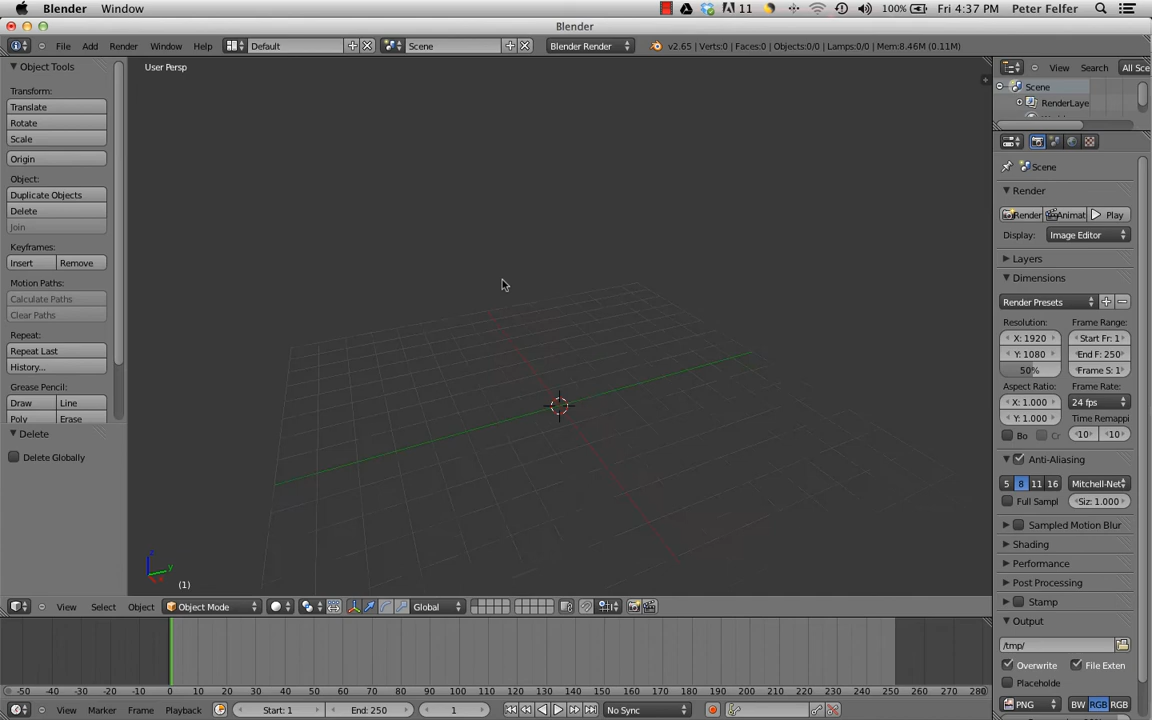 Blender Window 11 100% Fri 4:37 PM Peter Felfer
Blender
File Add Render Window Help Default Scene Blender Render v2.65 | Verts:0 | Faces:0 | Objects:0/0 | Lamps:0/0 | Mem:8.46M (0.11M)
Object Tools
Transform:
Translate
Rotate
Scale
Origin
Object:
Duplicate Objects
Delete
Join
Keyframes:
Insert Remove
Motion Paths:
Calculate Paths
Clear Paths
Repeat:
Repeat Last
History...
Grease Pencil:
Draw Line
Poly Erase
Delete
Delete Globally
User Persp
z
y
x
(1)
View Select Object Object Mode Global
-50 -40 -30 -20 -10 0 10 20 30 40 50 60 70 80 90 100 110 120 130 140 150 160 170 180 190 200 210 220 230 240 250 260 270 280
View Marker Frame Playback Start: 1 End: 250 1 No Sync
View Search All Sce
Scene
RenderLaye
Scene
Render
Render Animat Play
Display: Image Editor
Layers
Dimensions
Render Presets
Resolution: Frame Range:
X: 1920 Start Fr: 1
Y: 1080 End F: 250
50% Frame S: 1
Aspect Ratio: Frame Rate:
X: 1.000 24 fps
Y: 1.000 Time Remappi
Bo Cr 10 10
Anti-Aliasing
5 8 11 16 Mitchell-Net
Full Sampl Siz: 1.000
Sampled Motion Blur
Shading
Performance
Post Processing
Stamp
Output
/tmp/
Overwrite File Exten
Placeholde
PNG BW RGB RGB